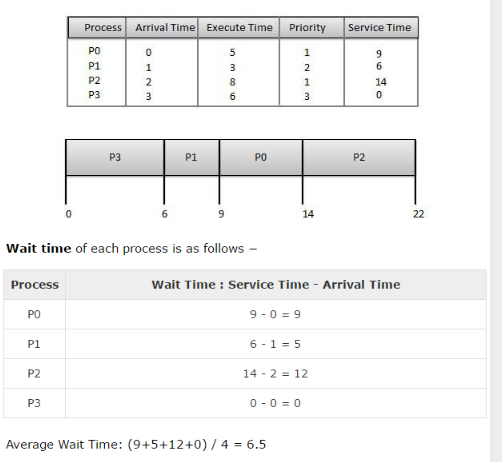 Process Arrival Time Execute Time Priority Service Time
P0 0 5 1 9
P1 1 3 2 6
P2 2 8 1 14
P3 3 6 3 0
P3 P1 P0 P2
0 6 9 14 22
Wait time of each process is as follows −
Process Wait Time : Service Time - Arrival Time
P0 9 - 0 = 9
P1 6 - 1 = 5
P2 14 - 2 = 12
P3 0 - 0 = 0
Average Wait Time: (9+5+12+0) / 4 = 6.5